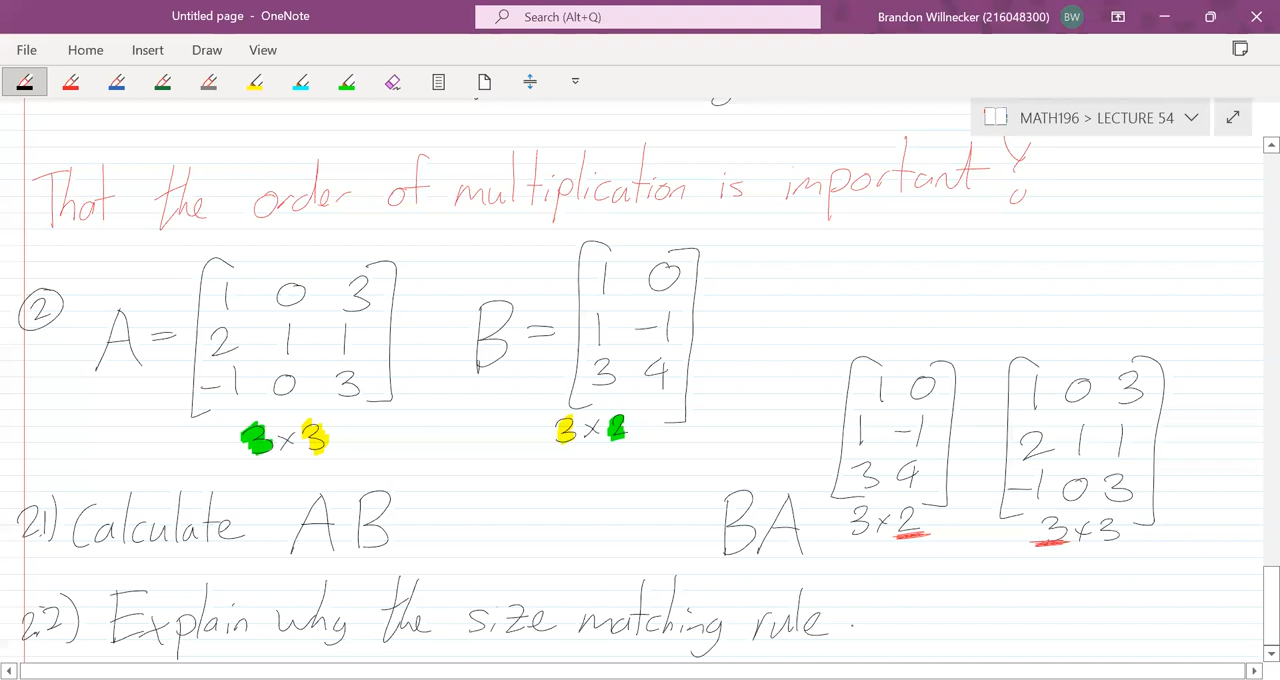 Untitled page - OneNote
Search (Alt+Q)
Brandon Willnecker (216048300)
BW
File Home Insert Draw View
MATH196 > LECTURE 54
That the order of multiplication is important
② A = [1 0 3
2 1 1
-1 0 3]
3 × 3
B = [1 0
1 -1
3 4]
3 × 2
2.1) Calculate AB
BA
[1 0
1 -1
3 4]
3 × 2
[1 0 3
2 1 1
-1 0 3]
3 × 3
2.2) Explain why the size matching rule.